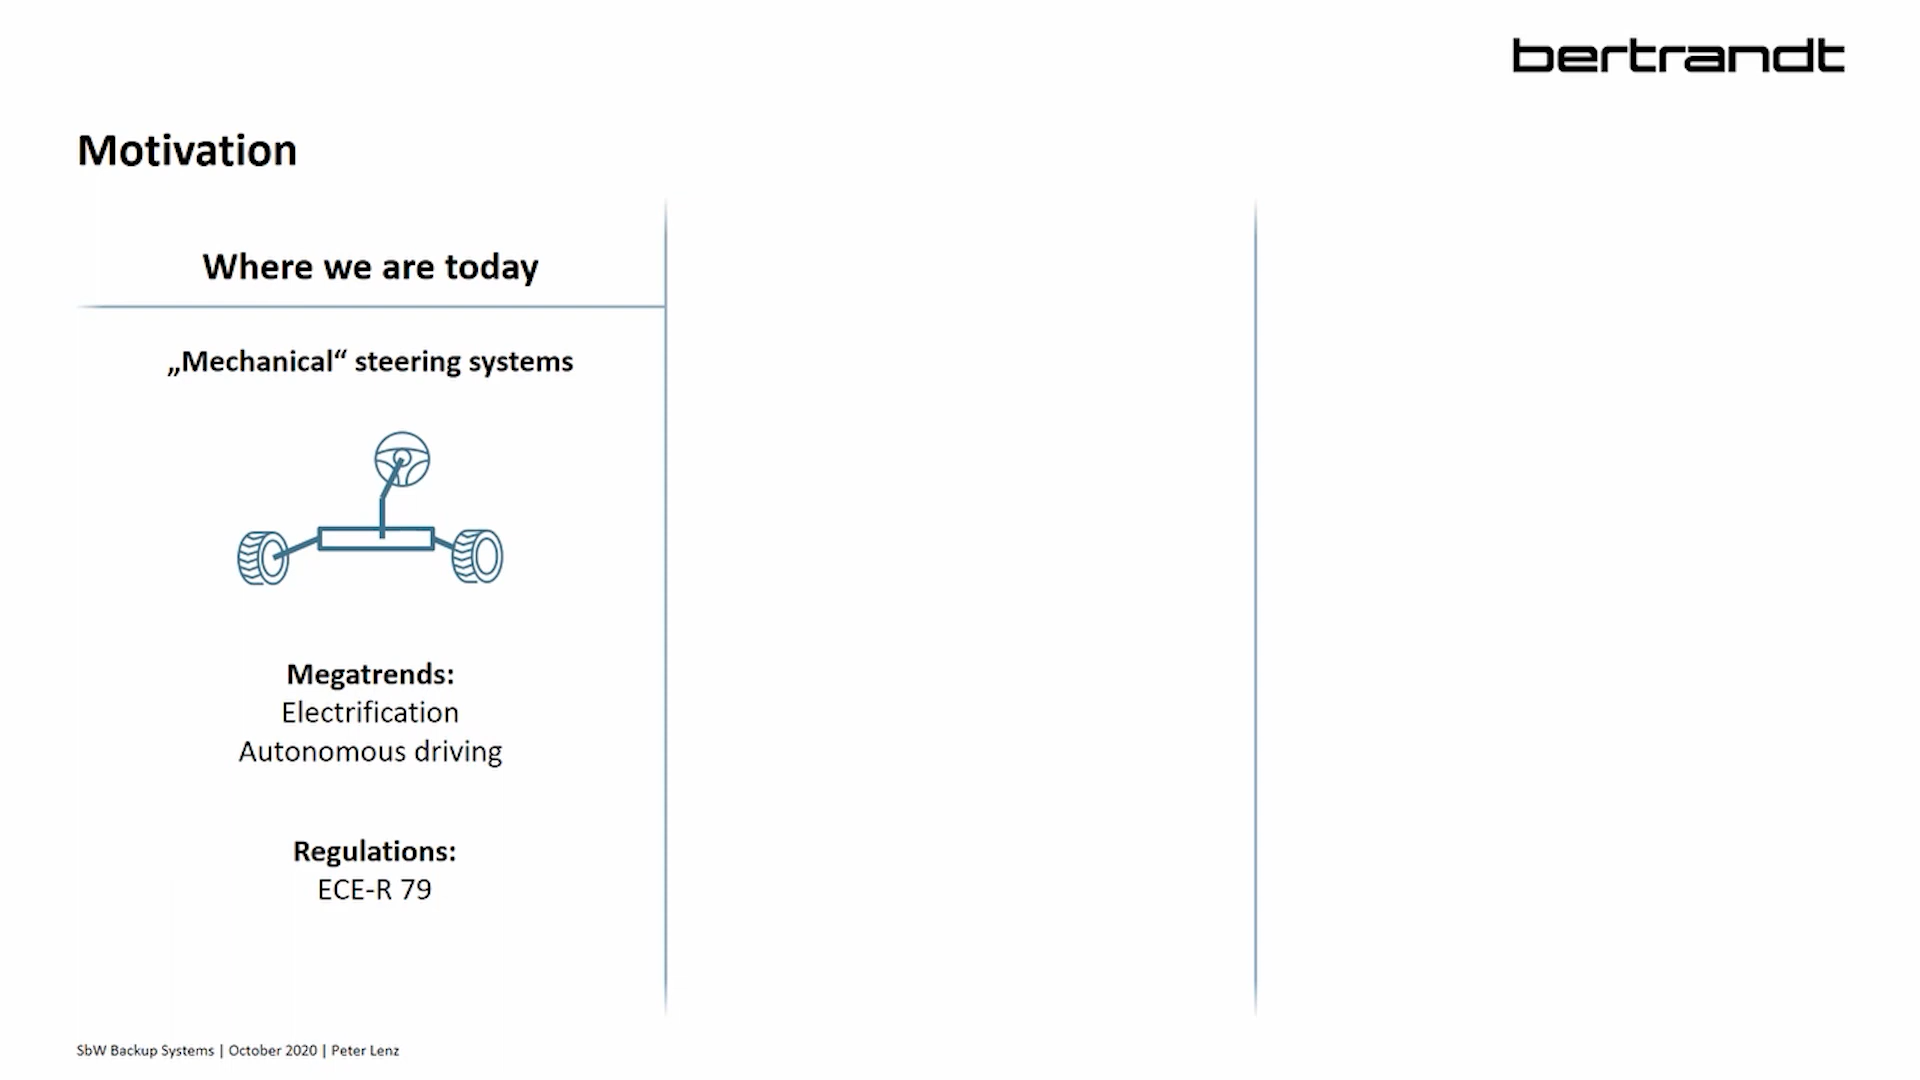 bertrandt
Motivation
Where we are today
„Mechanical“ steering systems
Megatrends:
Electrification
Autonomous driving
Regulations:
ECE-R 79
SbW Backup Systems | October 2020 | Peter Lenz